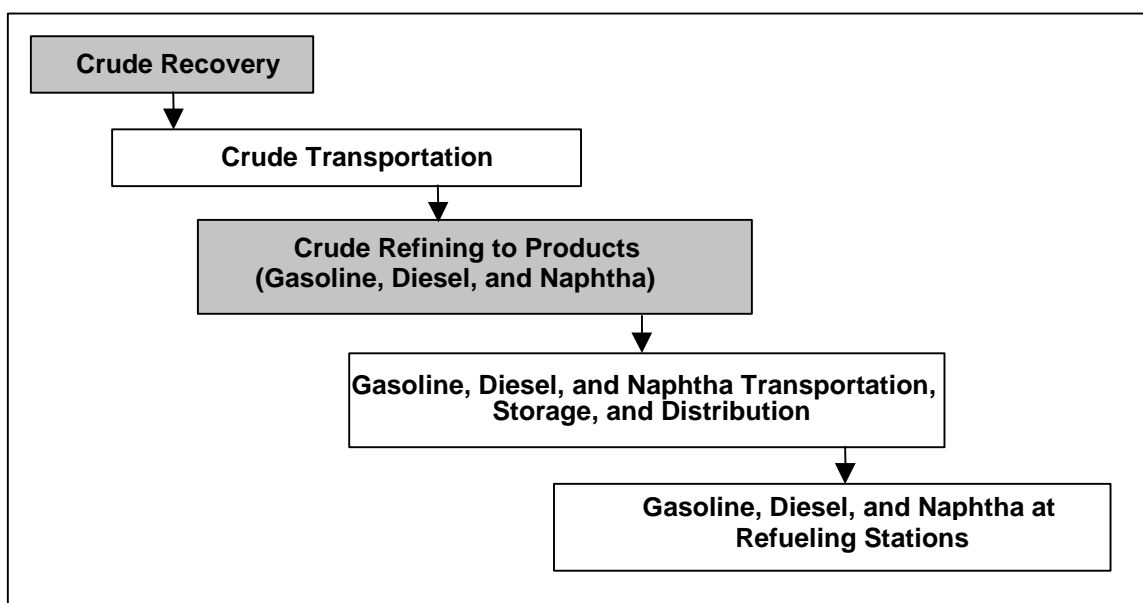 Crude Recovery
Crude Transportation
Crude Refining to Products
(Gasoline, Diesel, and Naphtha)
Gasoline, Diesel, and Naphtha Transportation,
Storage, and Distribution
Gasoline, Diesel, and Naphtha at
Refueling Stations